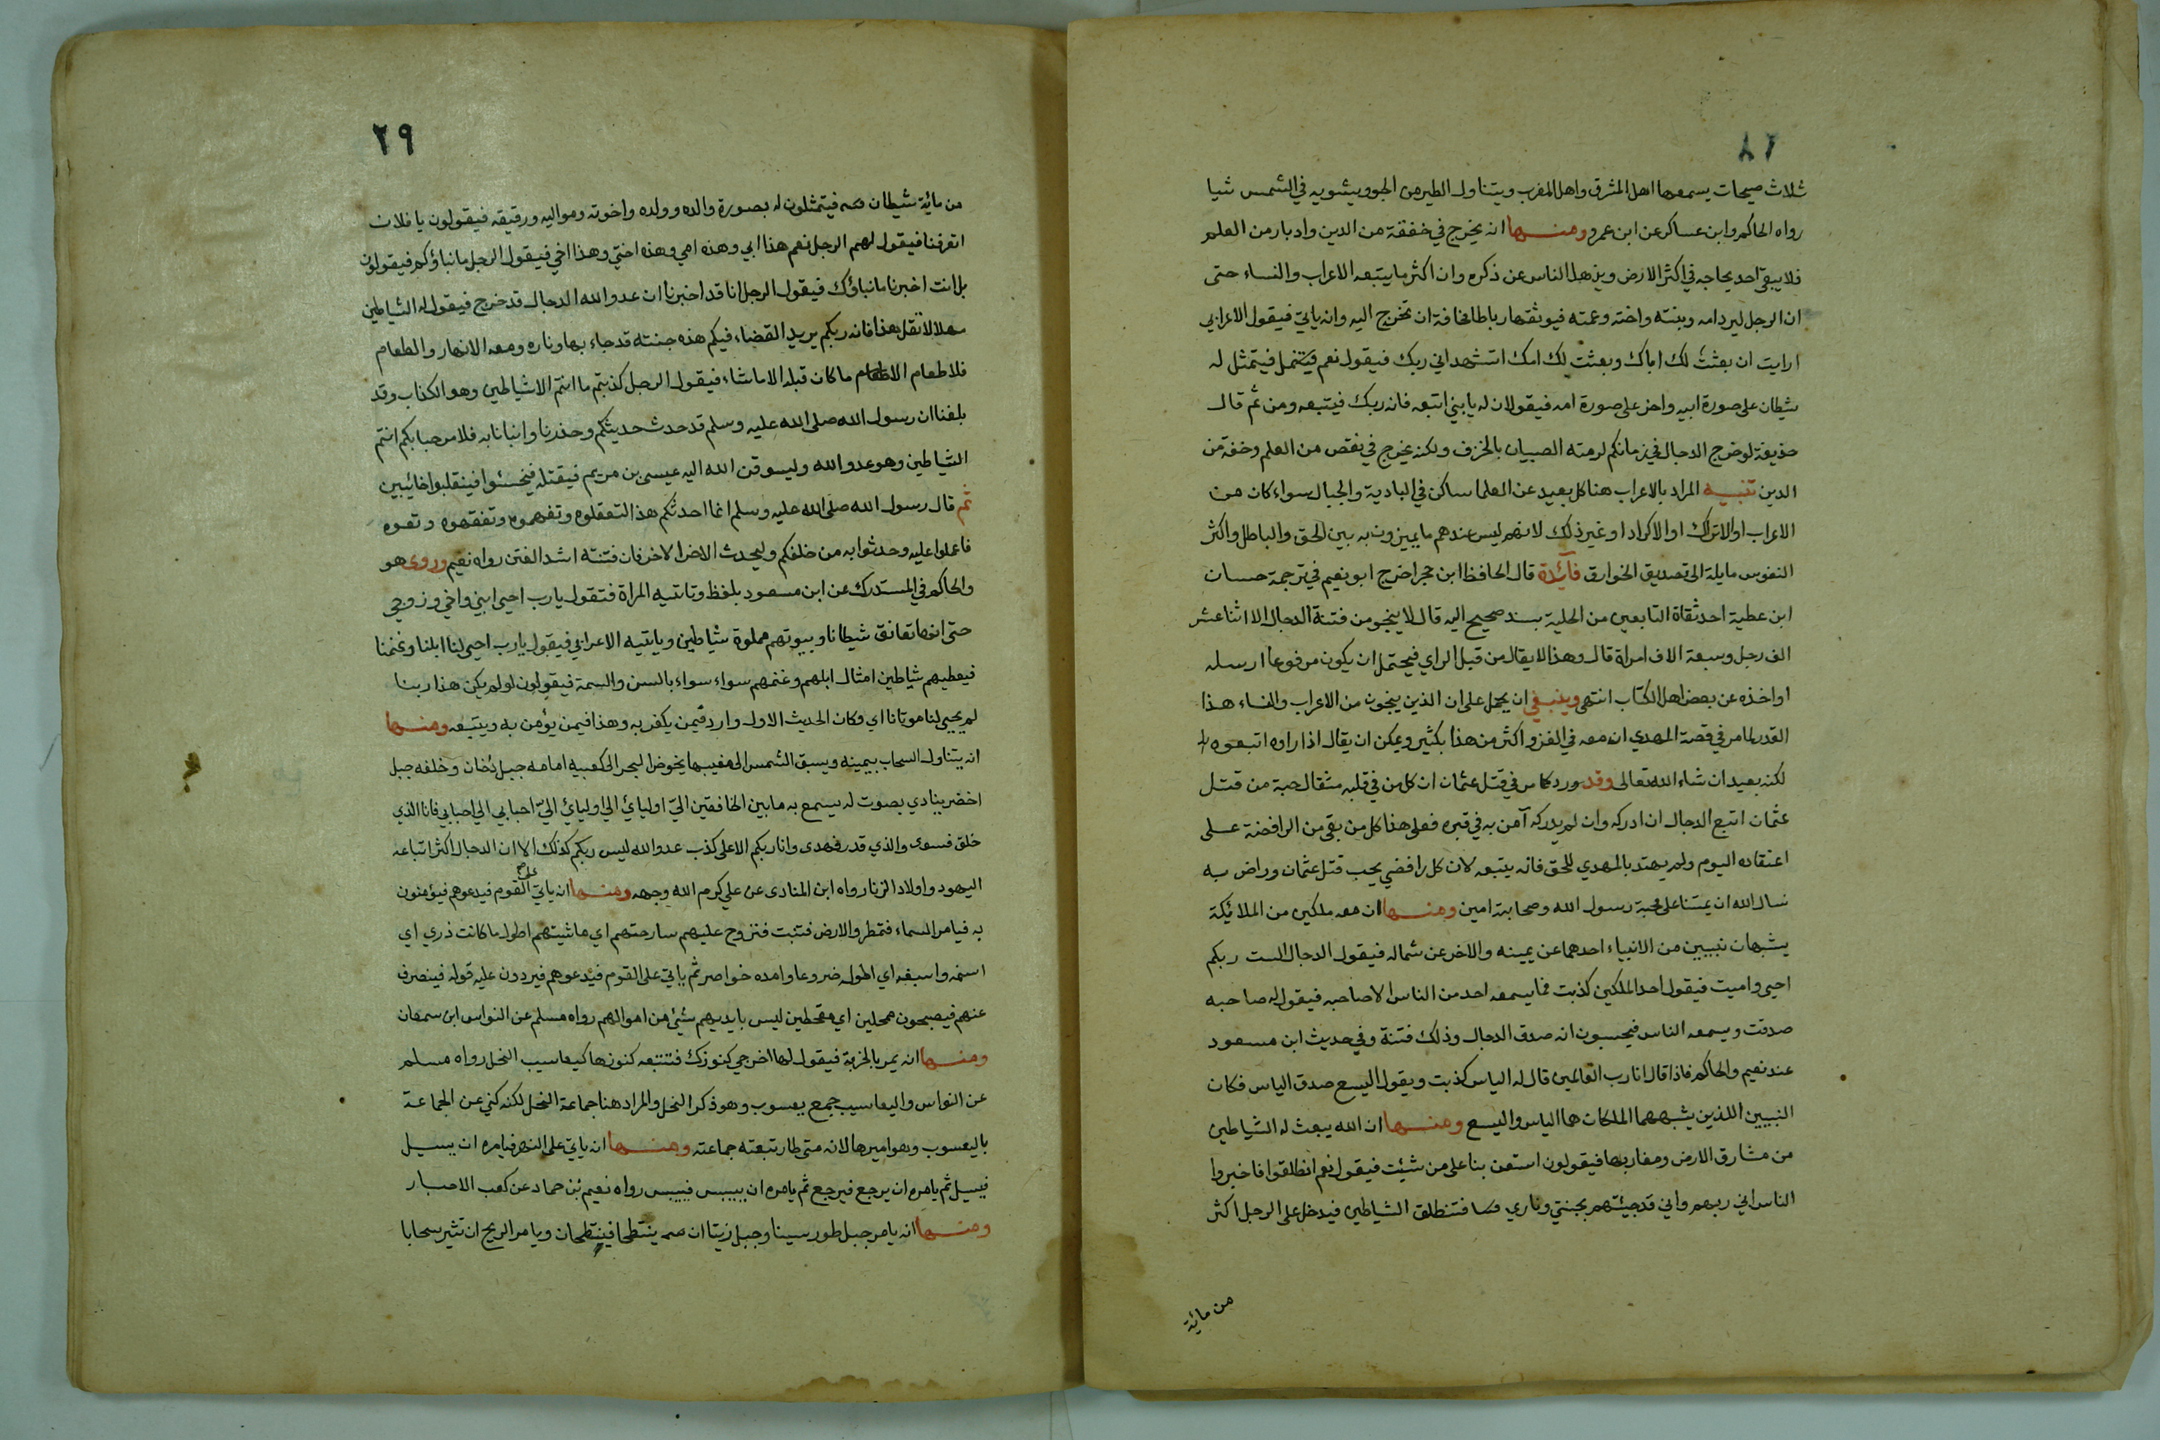 ٢٨
ثلاث صيحات يسمعها اهل المشرق واهل المغرب ويتناول الطير من الجو ويشويه في الشمس شيا
رواه الحاكم وابن عساكر عن ابن عمرو ومنها انه يخرج في خفقة من الدين وادبار من العلم
فلا يبقى احد يحاجه في اكثر الارض ويذهل الناس عن ذكره وان اكثر ما يتبعه الاعراب والنساء حتى
ان الرجل ليرد امه وبنته واخته وعمته فيوثقها رباطا مخافة ان تخرج اليه وانه ياتي فيقول الاعرابي
ارايت ان بعثت لك اباك وبعثت لك امك اتشهد اني ربك فيقول نعم فيتمثل له
شيطان على صورة ابيه واخر على صورة امه فيقولان له يا بني اتبعه فانه ربك فيتبعه ومن ثم قال
حذيفة لو خرج الدجال في زمانكم لرمته الصبيان بالخزف ولكنه يخرج في نقص من العلم وخفة من
الدين تنبيه المراد بالاعراب هنا كل بعيد عن العلما ساكن في البادية والجبال سواء كان من
الاعراب او الاتراك او الاكراد او غير ذلك لانهم ليس عندهم ما يميزون به بين الحق والباطل واكثر
النفوس مايلة الى تصديق الخوارق فائدة قال الحافظ ابن حجر اخرج ابو نعيم في ترجمة حسان
ابن عطية احد ثقاة التابعين من الحلية بسند صحيح اليه قال لا ينجو من فتنة الدجال الا اثنا عشر
الف رجل وسبعة الاف امراة قال وهذا لا يقال من قبل الراي فيحتمل ان يكون مرفوعا ارسله
او اخذه عن بعض اهل الكتاب انتهى وينبغي ان يحمل على ان الذين ينجون من الاعراب والنساء هذا
القدر لما مر في قصة المهدي ان معه في الغزو اكثر من هذا بكثير ويمكن ان يقال اذا راوه اتبعوه
لكنه بعيد ان شاء الله تعالى وقد ورد كما مر في قتل عثمان ان كل من في قلبه مثقال حبة من قتل
عثمان اتبع الدجال ان ادركه وان لم يدركه آمن به في قبره فعلى هذا كل من بقي من الرافضة على
اعتقاده اليوم ولم يهتد بالمهدي للحق فانه يتبعه لان كل رافضي يحب قتل عثمان وراض به
نسال الله ان يميتنا على محبة رسول الله وصحابته امين ومنها ان معه ملكين من الملائكة
يشبهان نبيين من الانبياء احدهما عن يمينه والاخر عن شماله فيقول الدجال الست ربكم
احيي واميت فيقول احد الملكين كذبت فما يسمعه احد من الناس الا صاحبه فيقول له صاحبه
صدقت ويسمعه الناس فيحسبون انه صدق الدجال وذلك فتنة وفي حديث ابن مسعود
عند نعيم والحاكم فاذا قال انا رب العالمين قال له الياس كذبت ويقول اليسع صدق الياس فكان
النبيين اللذين يشبههما الملكان هما الياس واليسع ومنها ان الله يبعث له الشياطين
من مشارق الارض ومغاربها فيقولون استعن بنا على من شئت فيقول نعم انطلقوا فاخبروا
الناس اني ربهم واني قد جئتهم بجنتي وناري فتنطلق الشياطين فيدخل على الرجل اكثر
من مائة
٢٩
من مائة شيطان فيتمثلون له بصورة والده وولده واخوته ومواليه ورقيقه فيقولون يا فلان
اتعرفنا فيقول لهم الرجل نعم هذا ابي وهذه امي وهذه اختي وهذا اخي فيقول الرجل ما نباؤكم فيقولون
بل انت اخبرنا ما نباؤك فيقول الرجل انا قد اخبرنا ان عدو الله الدجال قد خرج فيقول له الشياطين
مهلا لا تقل هذا فانه ربكم يريد القضاء فيكم هذه جنته قد جاء بها وناره ومعه الانهار والطعام
فلا طعام الا طعام ما كان قبله الا ما شاء فيقول الرجل كذبتم ما انتم الا شياطين وهو الكذاب وقد
بلغنا ان رسول الله صلى الله عليه وسلم قد حدث حديثكم وحذرنا وانبانا به فلا مرحبا بكم انتم
الشياطين وهو عدو الله وليسوقن الله اليه عيسى بن مريم فيقتله فيخسئوا فينقلبوا خائبين
ثم قال رسول الله صلى الله عليه وسلم انما احدثكم هذا لتعقلوه وتفهموه وتفقهوه وتعوه
فاعملوا عليه وحدثوا به من خلفكم وليحدث الاخر الاخر فان فتنته اشد الفتن رواه نعيم وروى هو
والحاكم في المستدرك عن ابن مسعود بلفظ وتاتيه المراة فتقول يا رب احيي ابني واخي وزوجي
حتى انها تعانق شيطانا وبيوتهم مملوة شياطين وياتيه الاعرابي فيقول يا رب احيي لنا ابلنا وغنمنا
فيعطيهم شياطين امثال ابلهم وغنمهم سواء سواء بالسن والسمة فيقولون لو لم يكن هذا ربنا
لم يحيي لنا موتانا اي وكان الحديث الاول وارد فيمن يكفر به وهذا فيمن يؤمن به ويتبعه ومنها
انه يتناول السحاب بيمينه ويسبق الشمس الى مغيبها يخوض البحر الى كعبيه امامه جبل دخان وخلفه جبل
اخضر ينادي بصوت له يسمع به ما بين الخافقين اليّ اوليائ الي اوليائ اليّ احبابي الي احبابي فانا الذي
خلق فسوى والذي قدر فهدى وانا ربكم الاعلى كذب عدو الله ليس ربكم كذلك الا ان الدجال اكثر اتباعه
اليهود واولاد الزنا رواه ابن المنادى عن علي كرم الله وجهه ومنها انه ياتي على القوم فيدعوهم فيؤمنون
به فيامر السماء فتمطر والارض فتنبت فتروح عليهم سارحتهم اي ماشيتهم اطول ما كانت ذري اي
اسنمة واسبغه اي اطول ضروعا وامده خواصر ثم ياتي على القوم فيدعوهم فيردون عليه قوله فينصرف
عنهم فيصبحون ممحلين اي مقحطين ليس بايديهم شئ من اموالهم رواه مسلم عن النواس ابن سمعان
ومنها انه يمر بالخربة فيقول لها اخرجي كنوزك فتتبعه كنوزها كيعاسيب النحل رواه مسلم
عن النواس واليعاسيب جمع يعسوب وهو ذكر النحل والمراد هنا جماعة النحل لكنه كني عن الجماعة
باليعسوب وهو اميرها لانه متى طار تبعته جماعته ومنها انه ياتي على النهر فيامره ان يسيل
فيسيل ثم يامره ان يرجع فيرجع ثم يامره ان ييبس فييبس رواه نعيم بن حماد عن كعب الاحبار
ومنها انه يامر جبل طور سينا وجبل زيتا ان ينتطحا فينتطحان ويامر الريح ان تثير سحابا